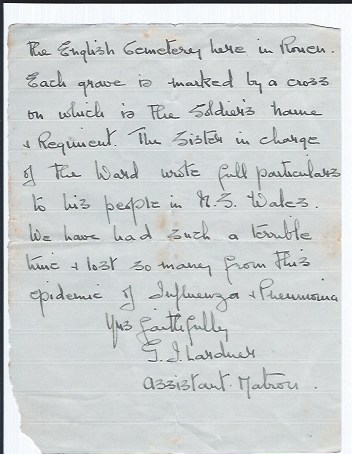 the English Cemetery here in Rouen.
Each grave is marked by a cross
on which is the Soldier's name
+ Regiment. The Sister in charge
of the Ward wrote full particulars
to his people in N.S. Wales.
We have had such a terrible
time + lost so many from this
epidemic of Influenza + Pneumonia
Yrs faithfully
Lardner
Assistant. Matron.